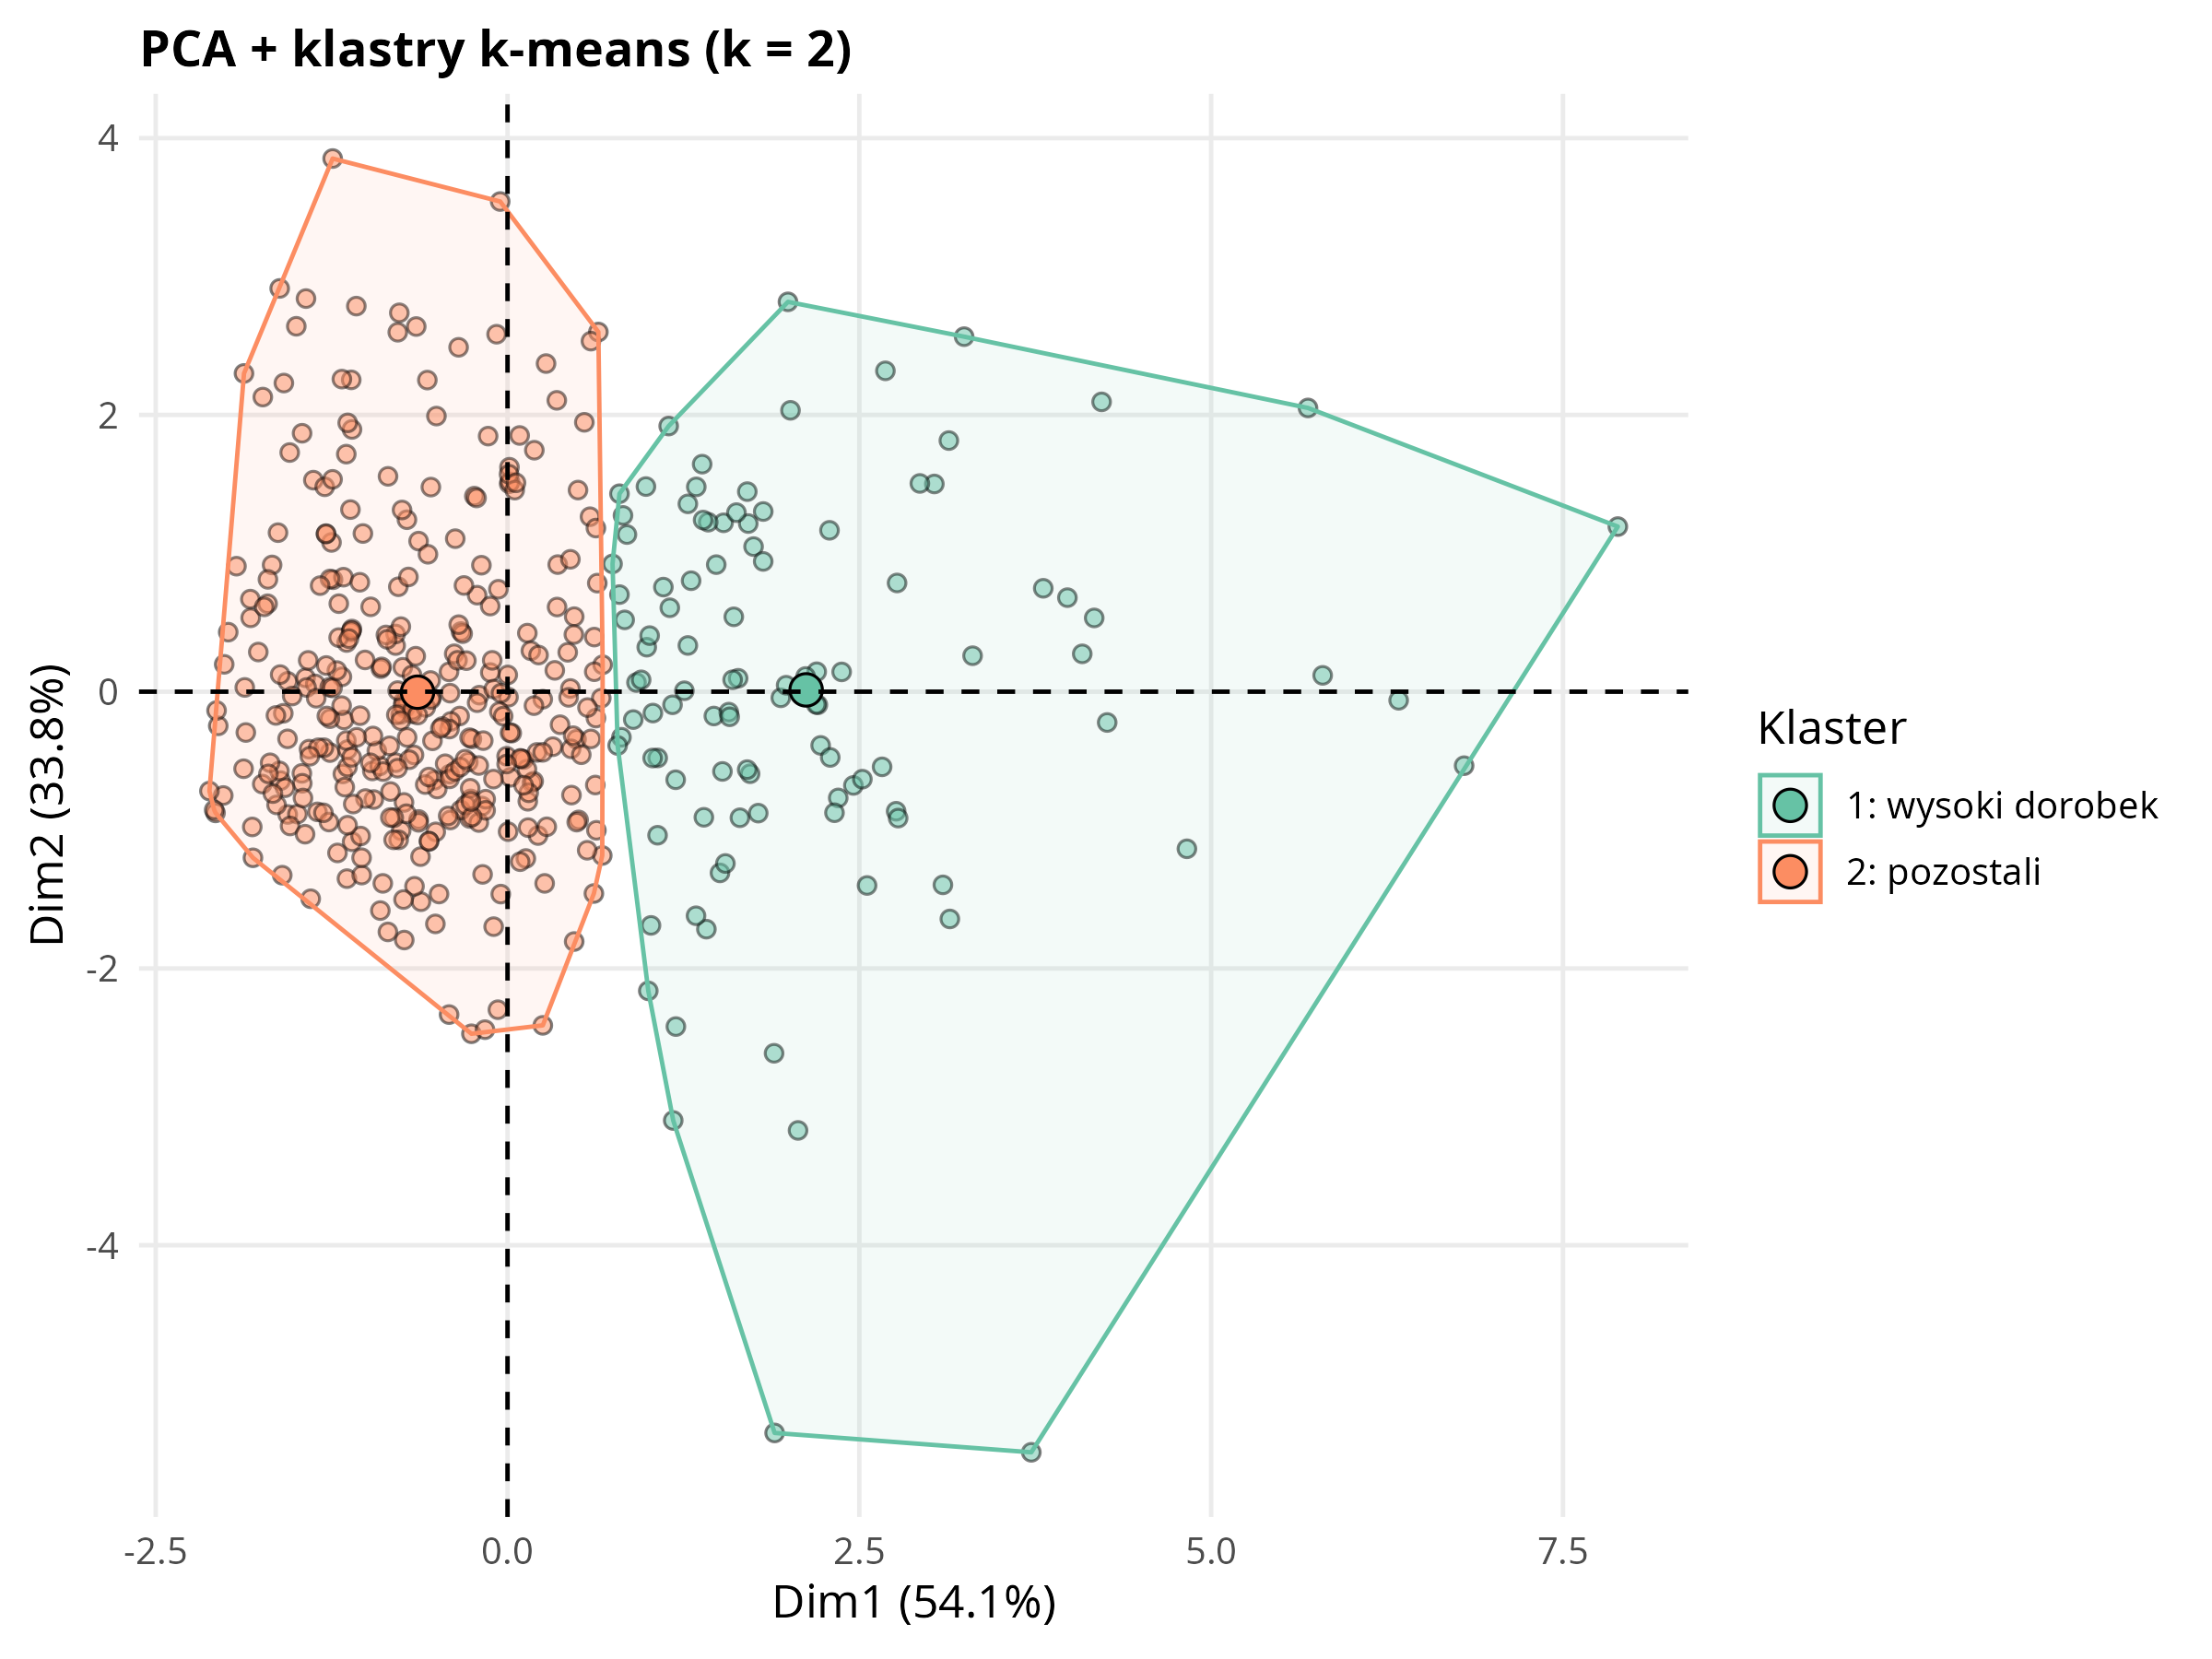 PCA + klastry k-means (k = 2)
4
2
0
-2
-4
Dim2 (33.8%)
-2.5
0.0
2.5
5.0
7.5
Dim1 (54.1%)
Klaster
1: wysoki dorobek
2: pozostali